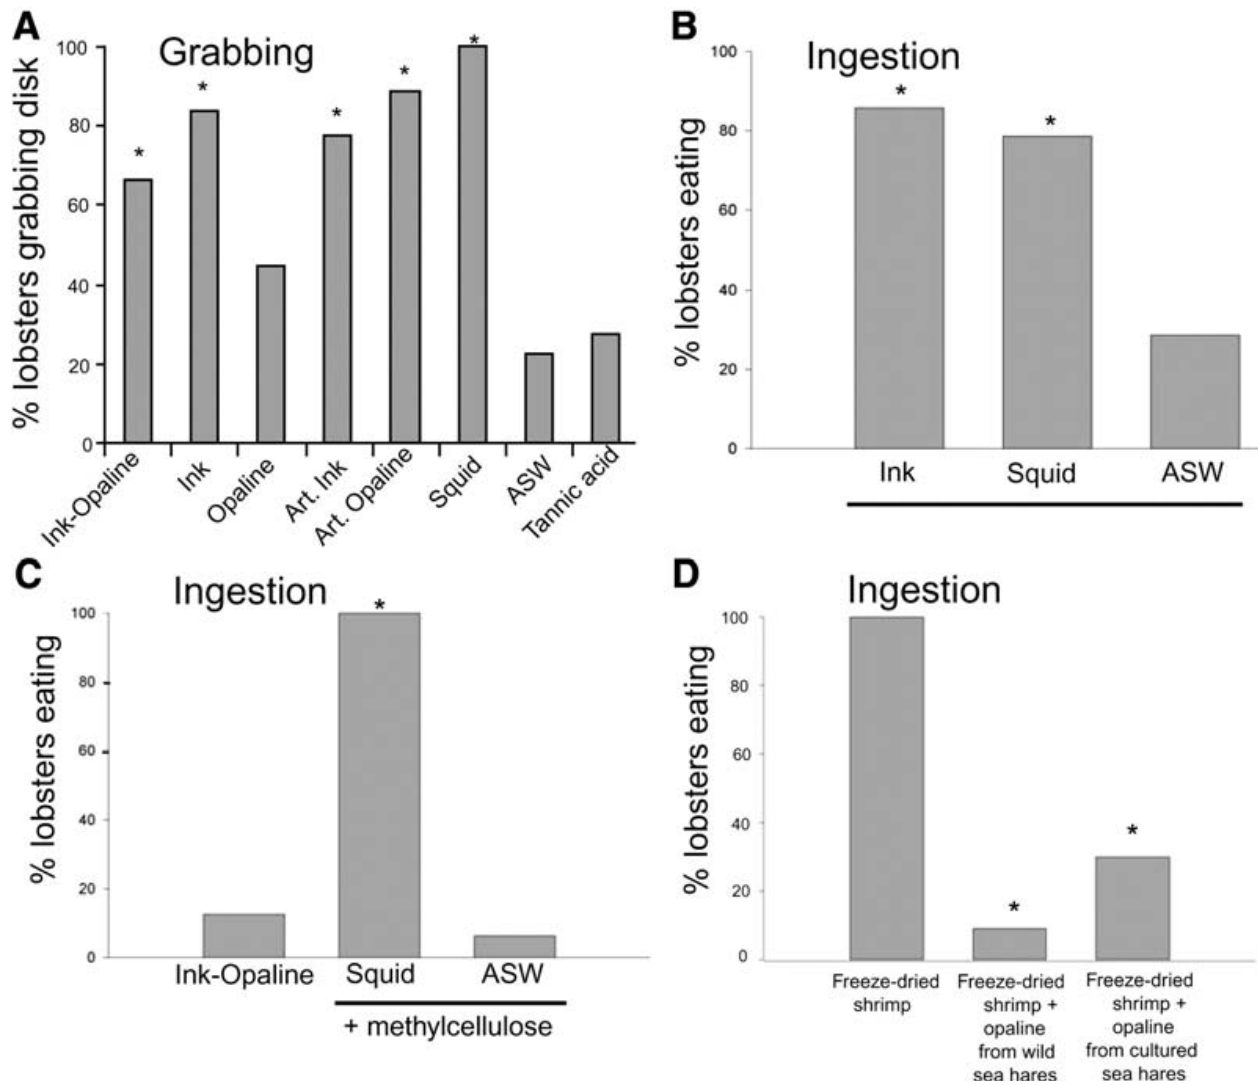 A
Grabbing
% lobsters grabbing disk
100
80
60
40
20
0
*
*
*
*
*
Ink-Opaline
Ink
Opaline
Art. Ink
Art. Opaline
Squid
ASW
Tannic acid
B
Ingestion
% lobsters eating
100
80
60
40
20
0
*
*
Ink
Squid
ASW
C
Ingestion
% lobsters eating
100
80
60
40
20
0
*
Ink-Opaline
Squid
ASW
+ methylcellulose
D
Ingestion
% lobsters eating
100
80
60
40
20
0
*
*
Freeze-dried
shrimp
Freeze-dried
shrimp +
opaline
from wild
sea hares
Freeze-dried
shrimp +
opaline
from cultured
sea hares